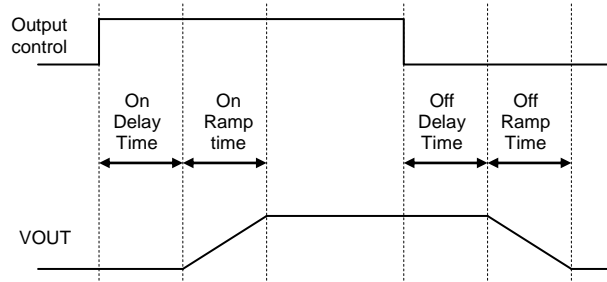 Output
control
On
Delay
Time
On
Ramp
time
Off
Delay
Time
Off
Ramp
Time
VOUT